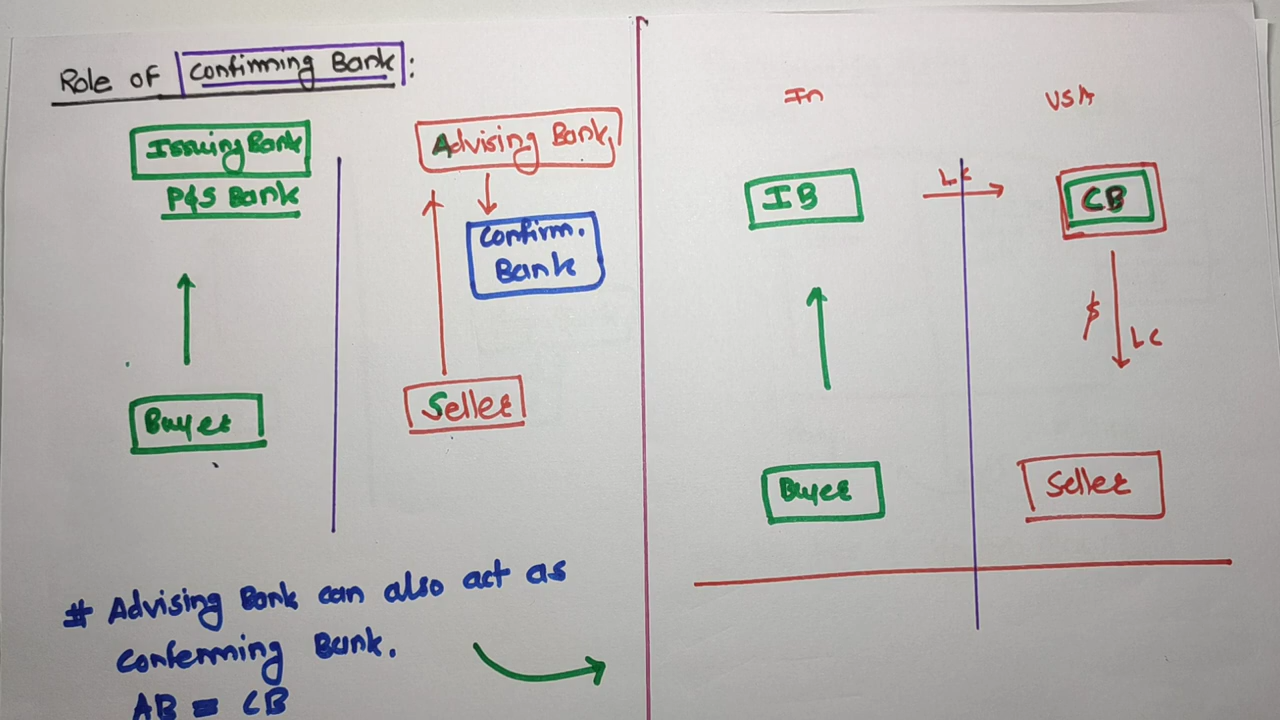 Role of Confirming Bank:
Issuing Bank
P&S Bank
Advising Bank
Confirm.
Bank
Buyer
Seller
# Advising Bank can also act as
Conferming Bank.
AB = CB
In
USA
IB
LC
CB
$
LC
Buyer
Seller